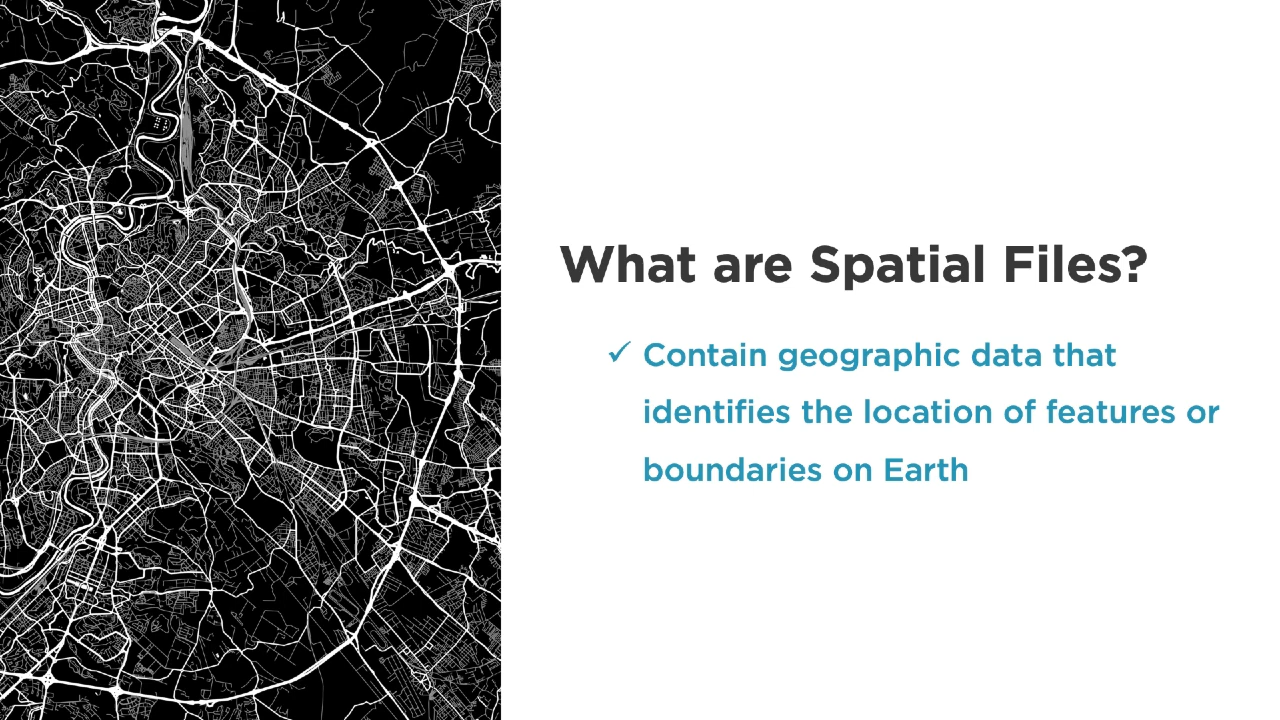 What are Spatial Files?
✓ Contain geographic data that
identifies the location of features or
boundaries on Earth